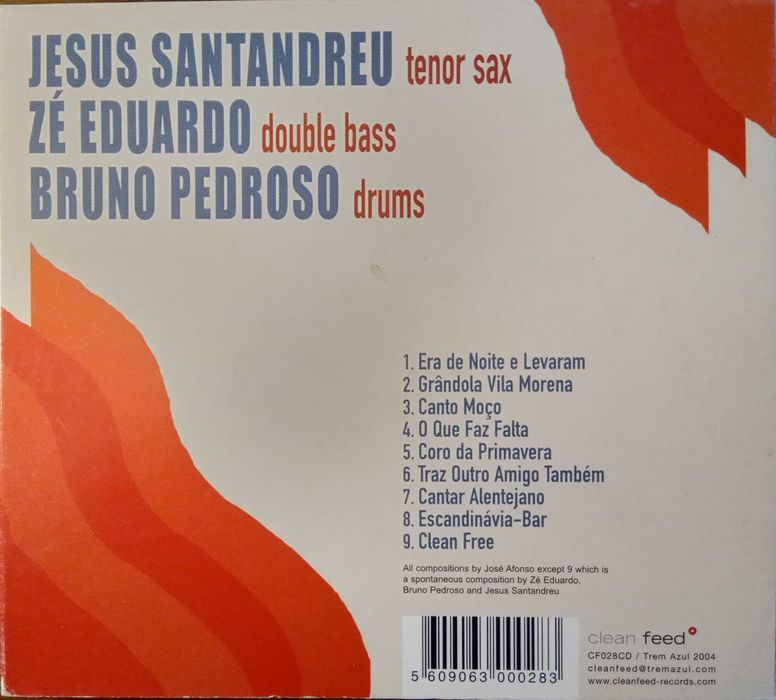 JESUS SANTANDREU tenor sax
ZÉ EDUARDO double bass
BRUNO PEDROSO drums
1. Era de Noite e Levaram
2. Grândola Vila Morena
3. Canto Moço
4. O Que Faz Falta
5. Coro da Primavera
6. Traz Outro Amigo Também
7. Cantar Alentejano
8. Escandinávia-Bar
9. Clean Free
All compositions by José Afonso except 9 which is
a spontaneous composition by Zé Eduardo,
Bruno Pedroso and Jesus Santandreu
5 609063 000283
clean feed
CF028CD / Trem Azul 2004
cleanfeed@tremazul.com
www.cleanfeed-records.com